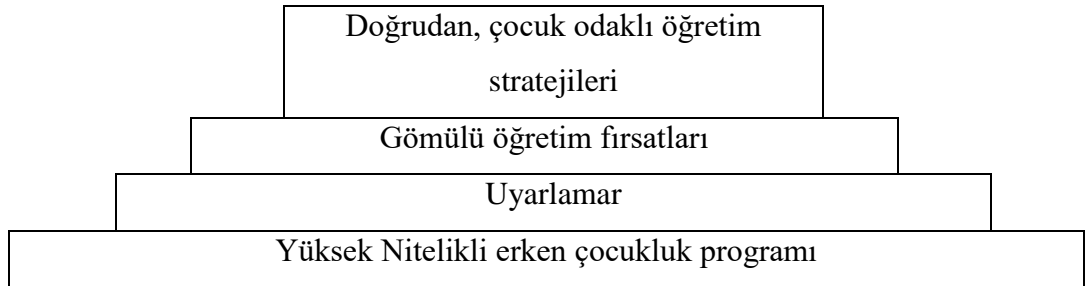 Doğrudan, çocuk odaklı öğretim
stratejileri
Gömülü öğretim fırsatları
Uyarlamar
Yüksek Nitelikli erken çocukluk programı